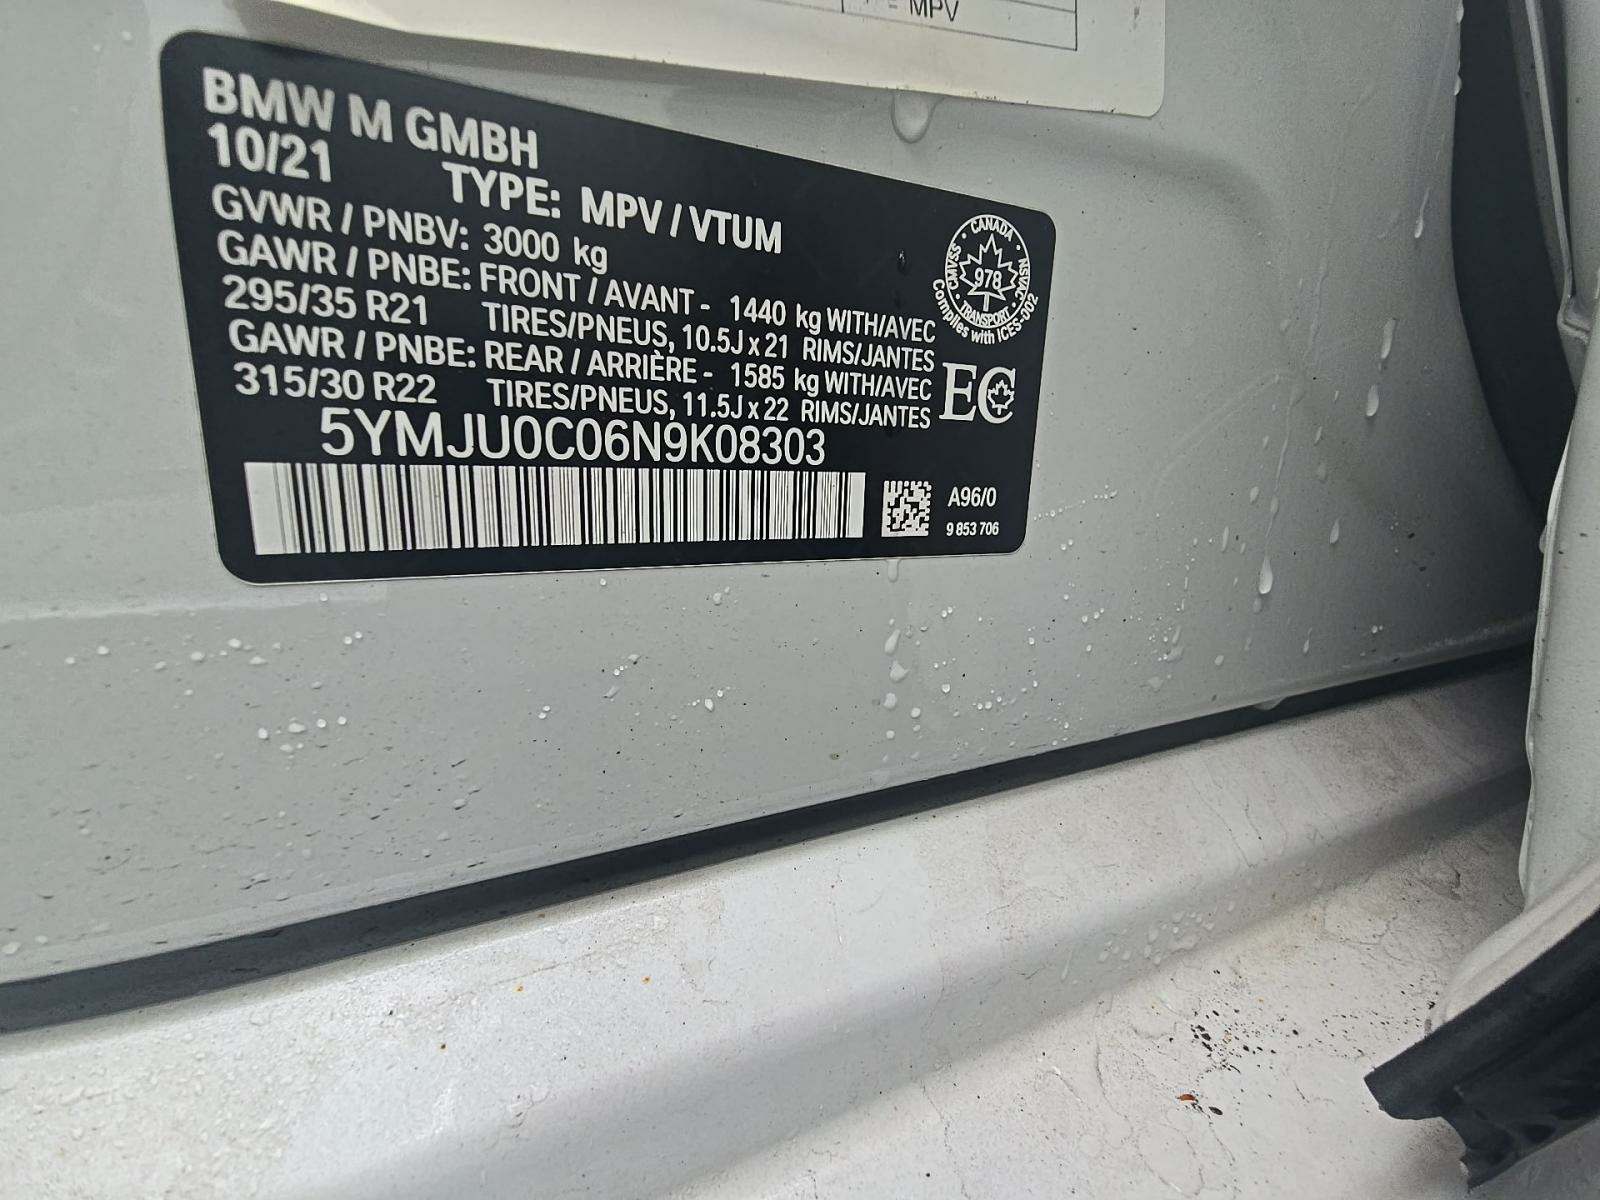 = MPV
BMW M GMBH
10/21
TYPE: MPV / VTUM
GVWR / PNBV: 3000 kg
GAWR / PNBE: FRONT / AVANT - 1440 kg WITH/AVEC
295/35 R21 TIRES/PNEUS, 10.5J x 21 RIMS/JANTES
GAWR / PNBE: REAR / ARRIÈRE - 1585 kg WITH/AVEC
315/30 R22 TIRES/PNEUS, 11.5J x 22 RIMS/JANTES
5YMJU0C06N9K08303
CANADA
CMVSS 978 NSVAC
TRANSPORT
Complies with ICES-002
EC
A96/0
9 853 706